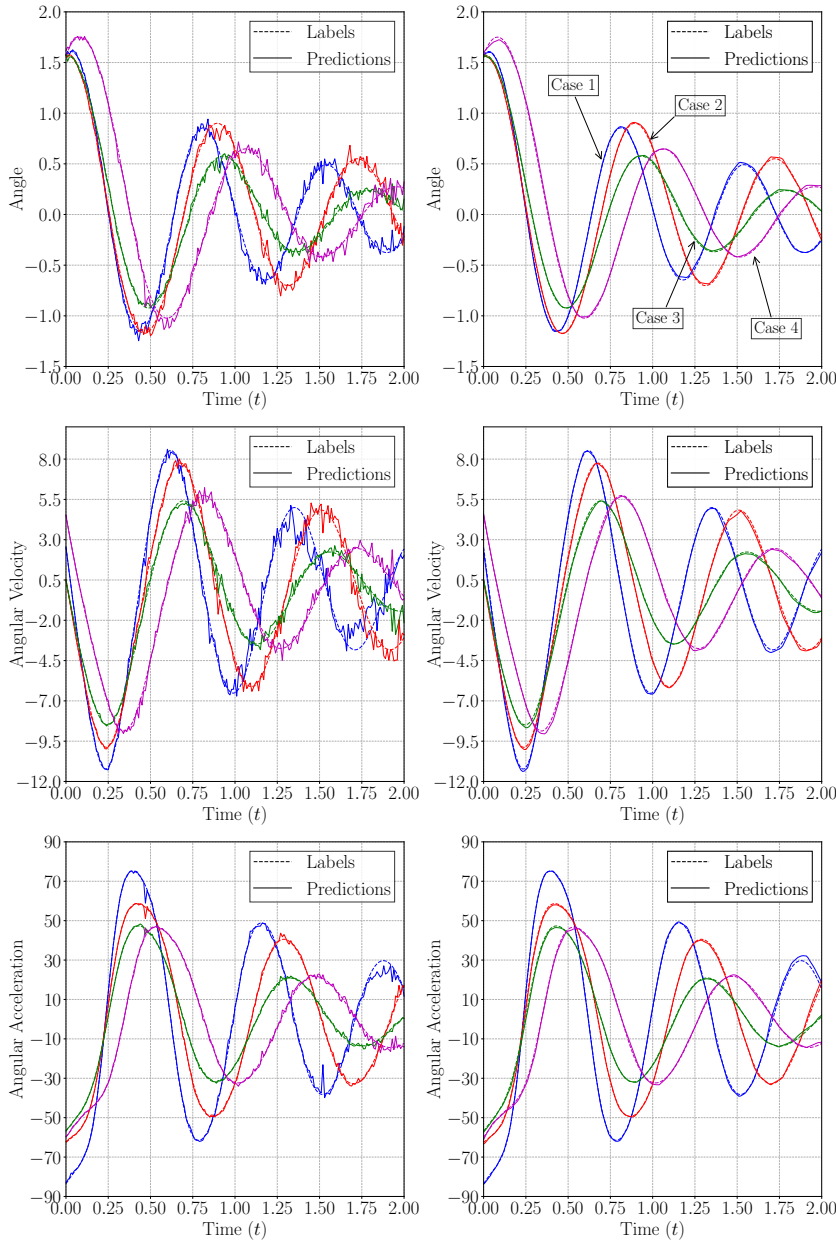 2.0
1.5
1.0
0.5
0.0
−0.5
−1.0
−1.5
0.00 0.25 0.50 0.75 1.00 1.25 1.50 1.75 2.00
Time (t)
Angle
Labels
Predictions
2.0
1.5
1.0
0.5
0.0
−0.5
−1.0
−1.5
0.00 0.25 0.50 0.75 1.00 1.25 1.50 1.75 2.00
Time (t)
Angle
Labels
Predictions
Case 1
Case 2
Case 3
Case 4
8.0
5.5
3.0
0.5
−2.0
−4.5
−7.0
−9.5
−12.0
0.00 0.25 0.50 0.75 1.00 1.25 1.50 1.75 2.00
Time (t)
Angular Velocity
Labels
Predictions
8.0
5.5
3.0
0.5
−2.0
−4.5
−7.0
−9.5
−12.0
0.00 0.25 0.50 0.75 1.00 1.25 1.50 1.75 2.00
Time (t)
Angular Velocity
Labels
Predictions
90
70
50
30
10
−10
−30
−50
−70
−90
0.00 0.25 0.50 0.75 1.00 1.25 1.50 1.75 2.00
Time (t)
Angular Acceleration
Labels
Predictions
90
70
50
30
10
−10
−30
−50
−70
−90
0.00 0.25 0.50 0.75 1.00 1.25 1.50 1.75 2.00
Time (t)
Angular Acceleration
Labels
Predictions